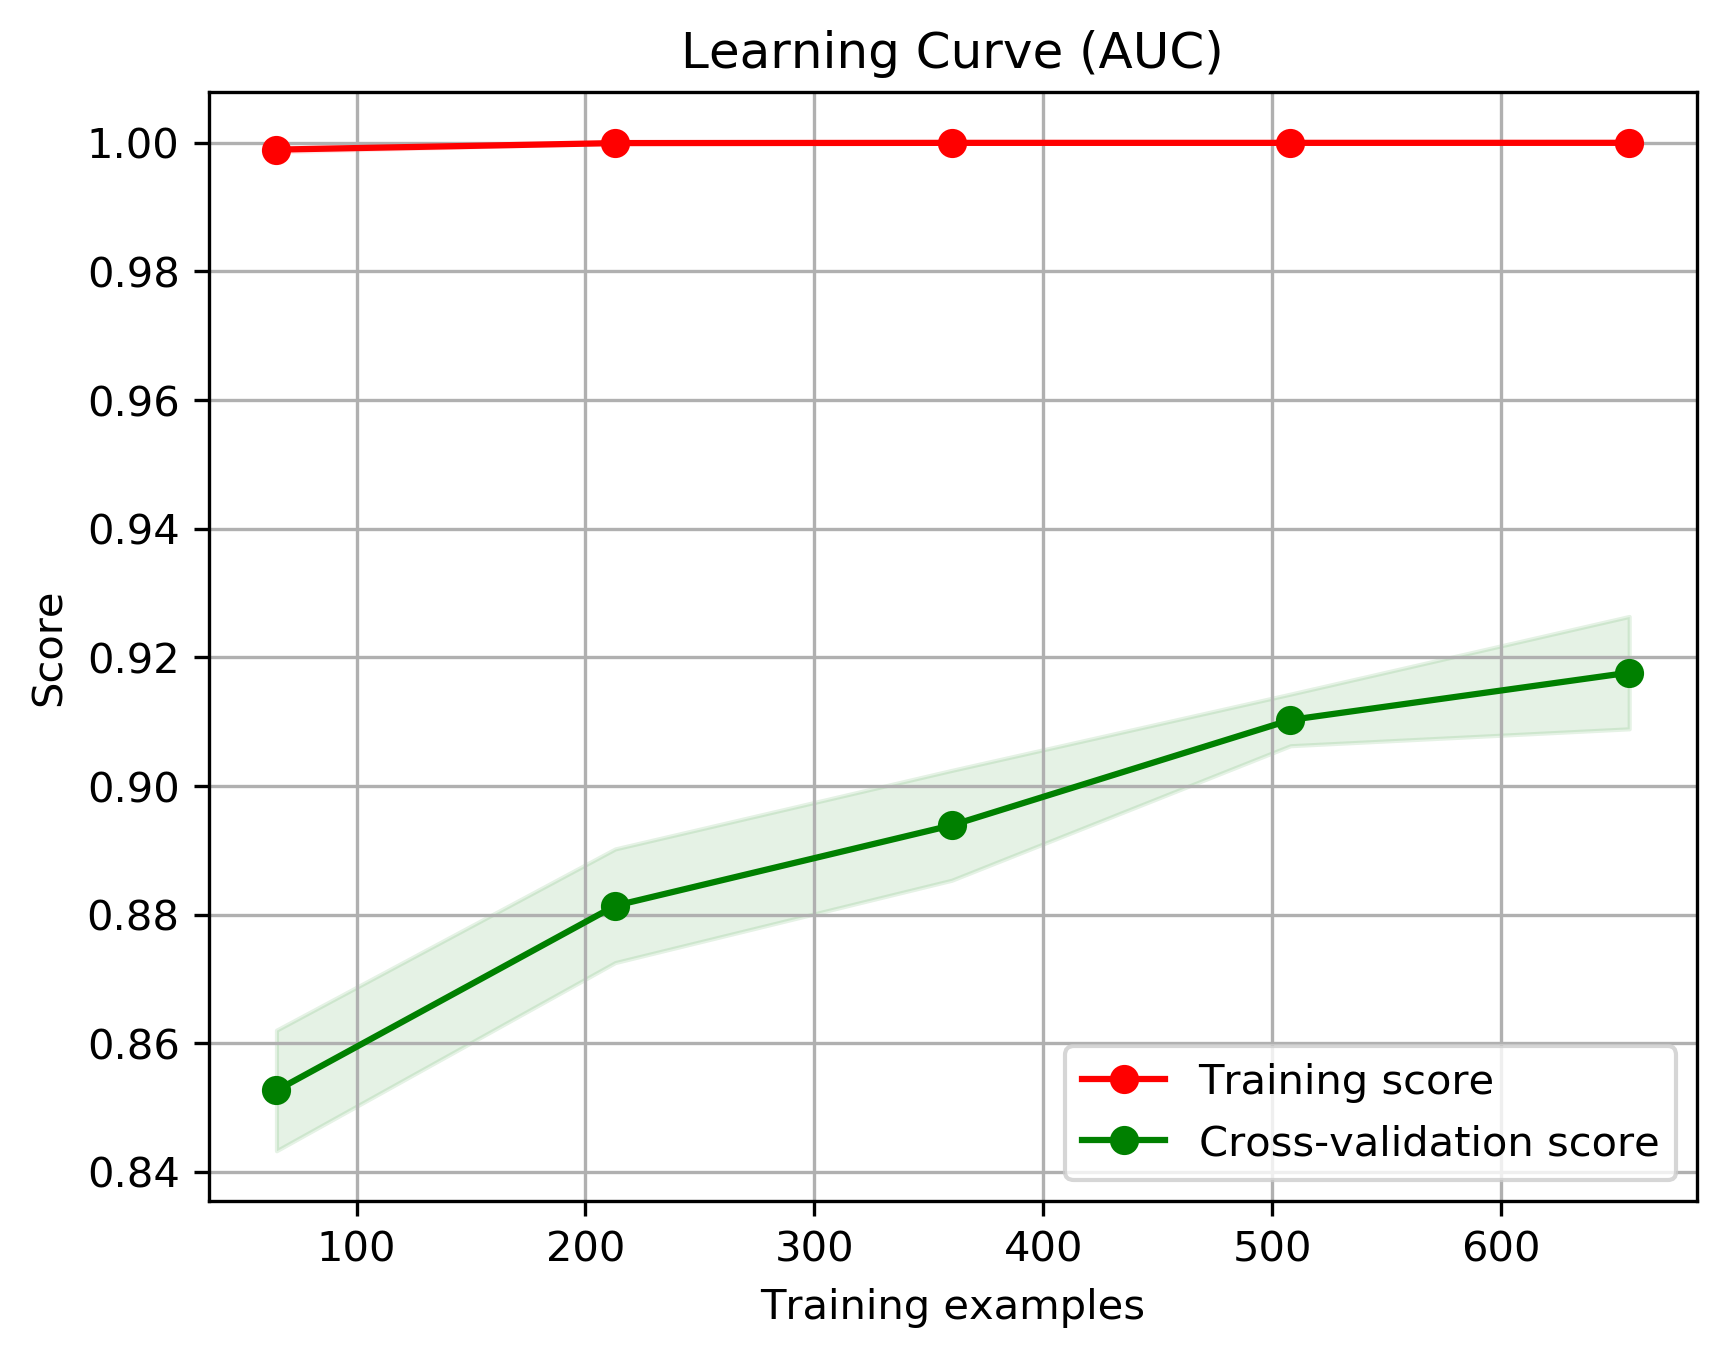 Learning Curve (AUC)
1.00
0.98
0.96
0.94
0.92
0.90
0.88
0.86
0.84
Score
Training score
Cross-validation score
100 200 300 400 500 600
Training examples